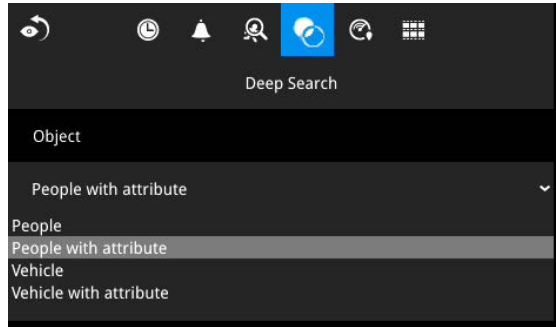 Deep Search
Object
People with attribute
People
People with attribute
Vehicle
Vehicle with attribute